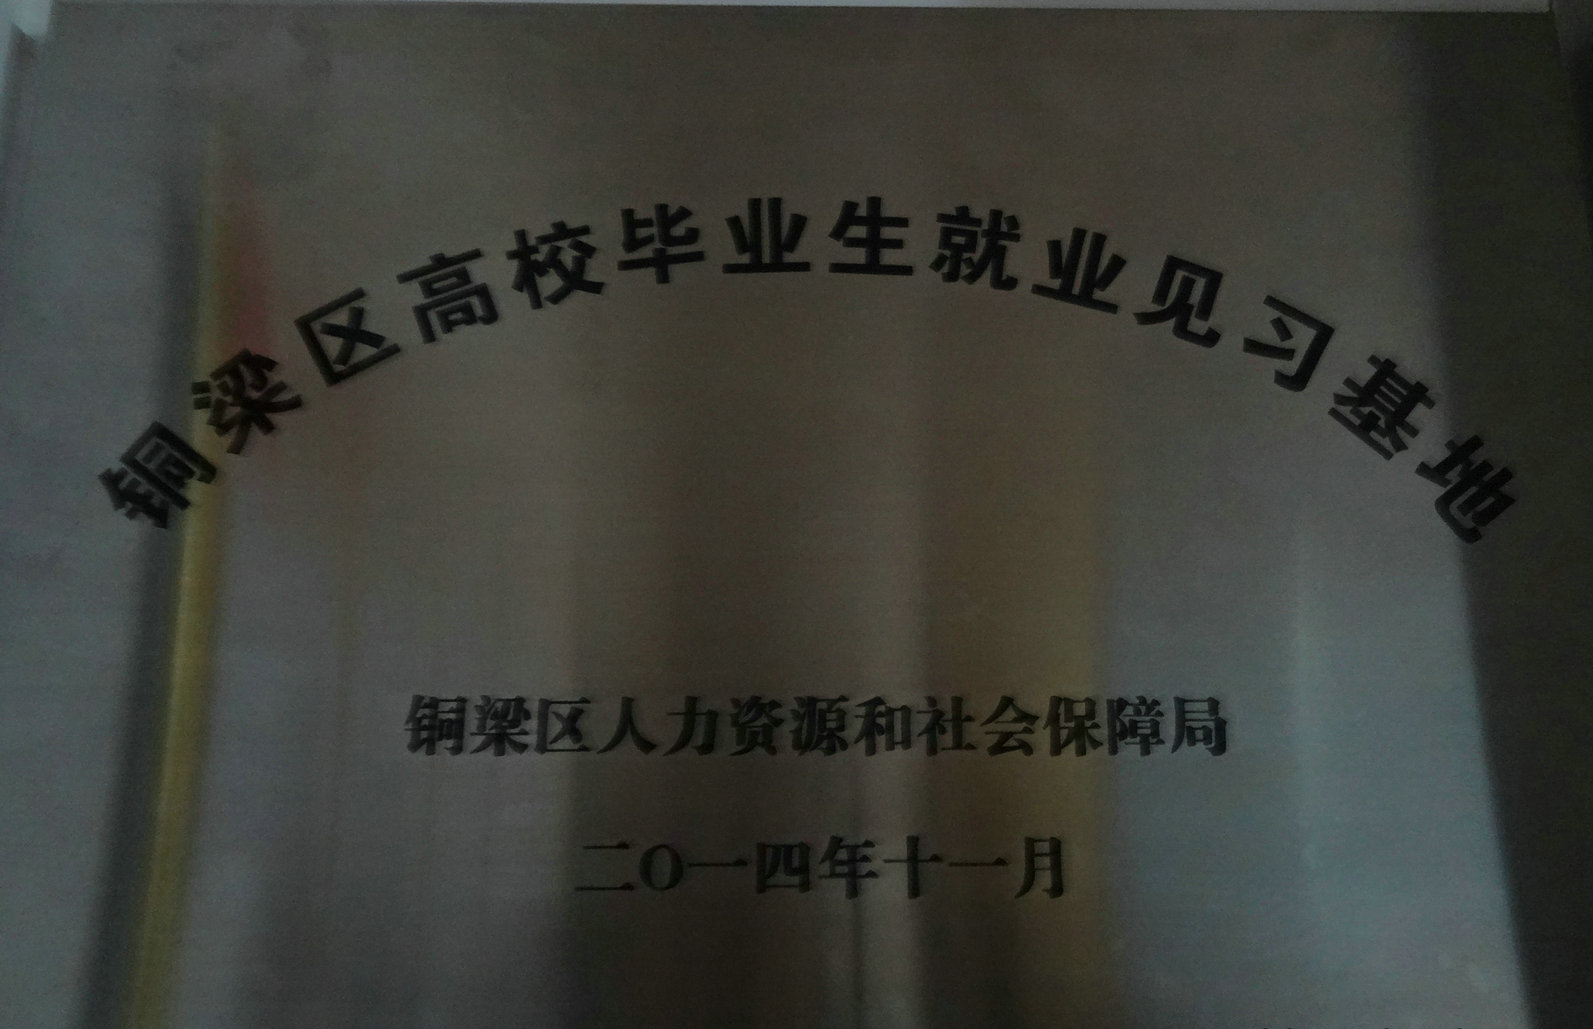 铜梁区高校毕业生就业见习基地
铜梁区人力资源和社会保障局
二O一四年十一月